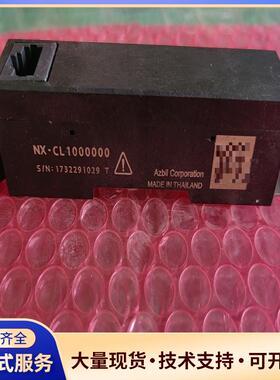 NX-CL1000000
S/N: 1732291029 T
Azbil Corporation
MADE IN THAILAND
齐全
式服务
大量现货·技术支持·可开